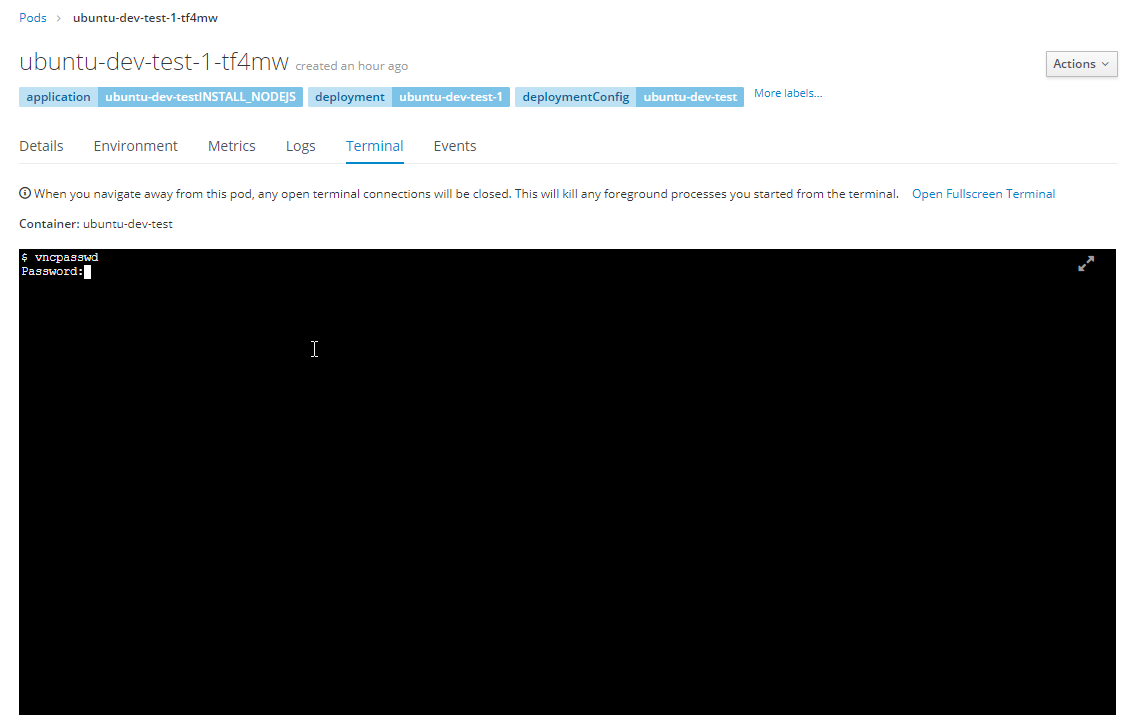 Pods > ubuntu-dev-test-1-tf4mw
ubuntu-dev-test-1-tf4mw created an hour ago
Actions
application ubuntu-dev-testINSTALL_NODEJS deployment ubuntu-dev-test-1 deploymentConfig ubuntu-dev-test More labels...
Details Environment Metrics Logs Terminal Events
When you navigate away from this pod, any open terminal connections will be closed. This will kill any foreground processes you started from the terminal. Open Fullscreen Terminal
Container: ubuntu-dev-test
$ vncpasswd
Password: